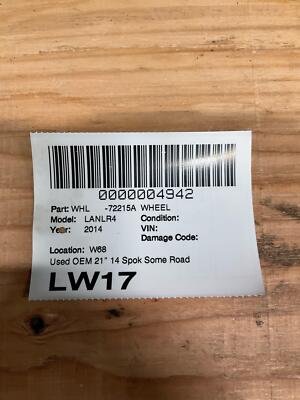 0000004942
Part: WHL -72215A WHEEL
Model: LANLR4 Condition:
Year: 2014 VIN:
Damage Code:
Location: W68
Used OEM 21" 14 Spok Some Road
LW17